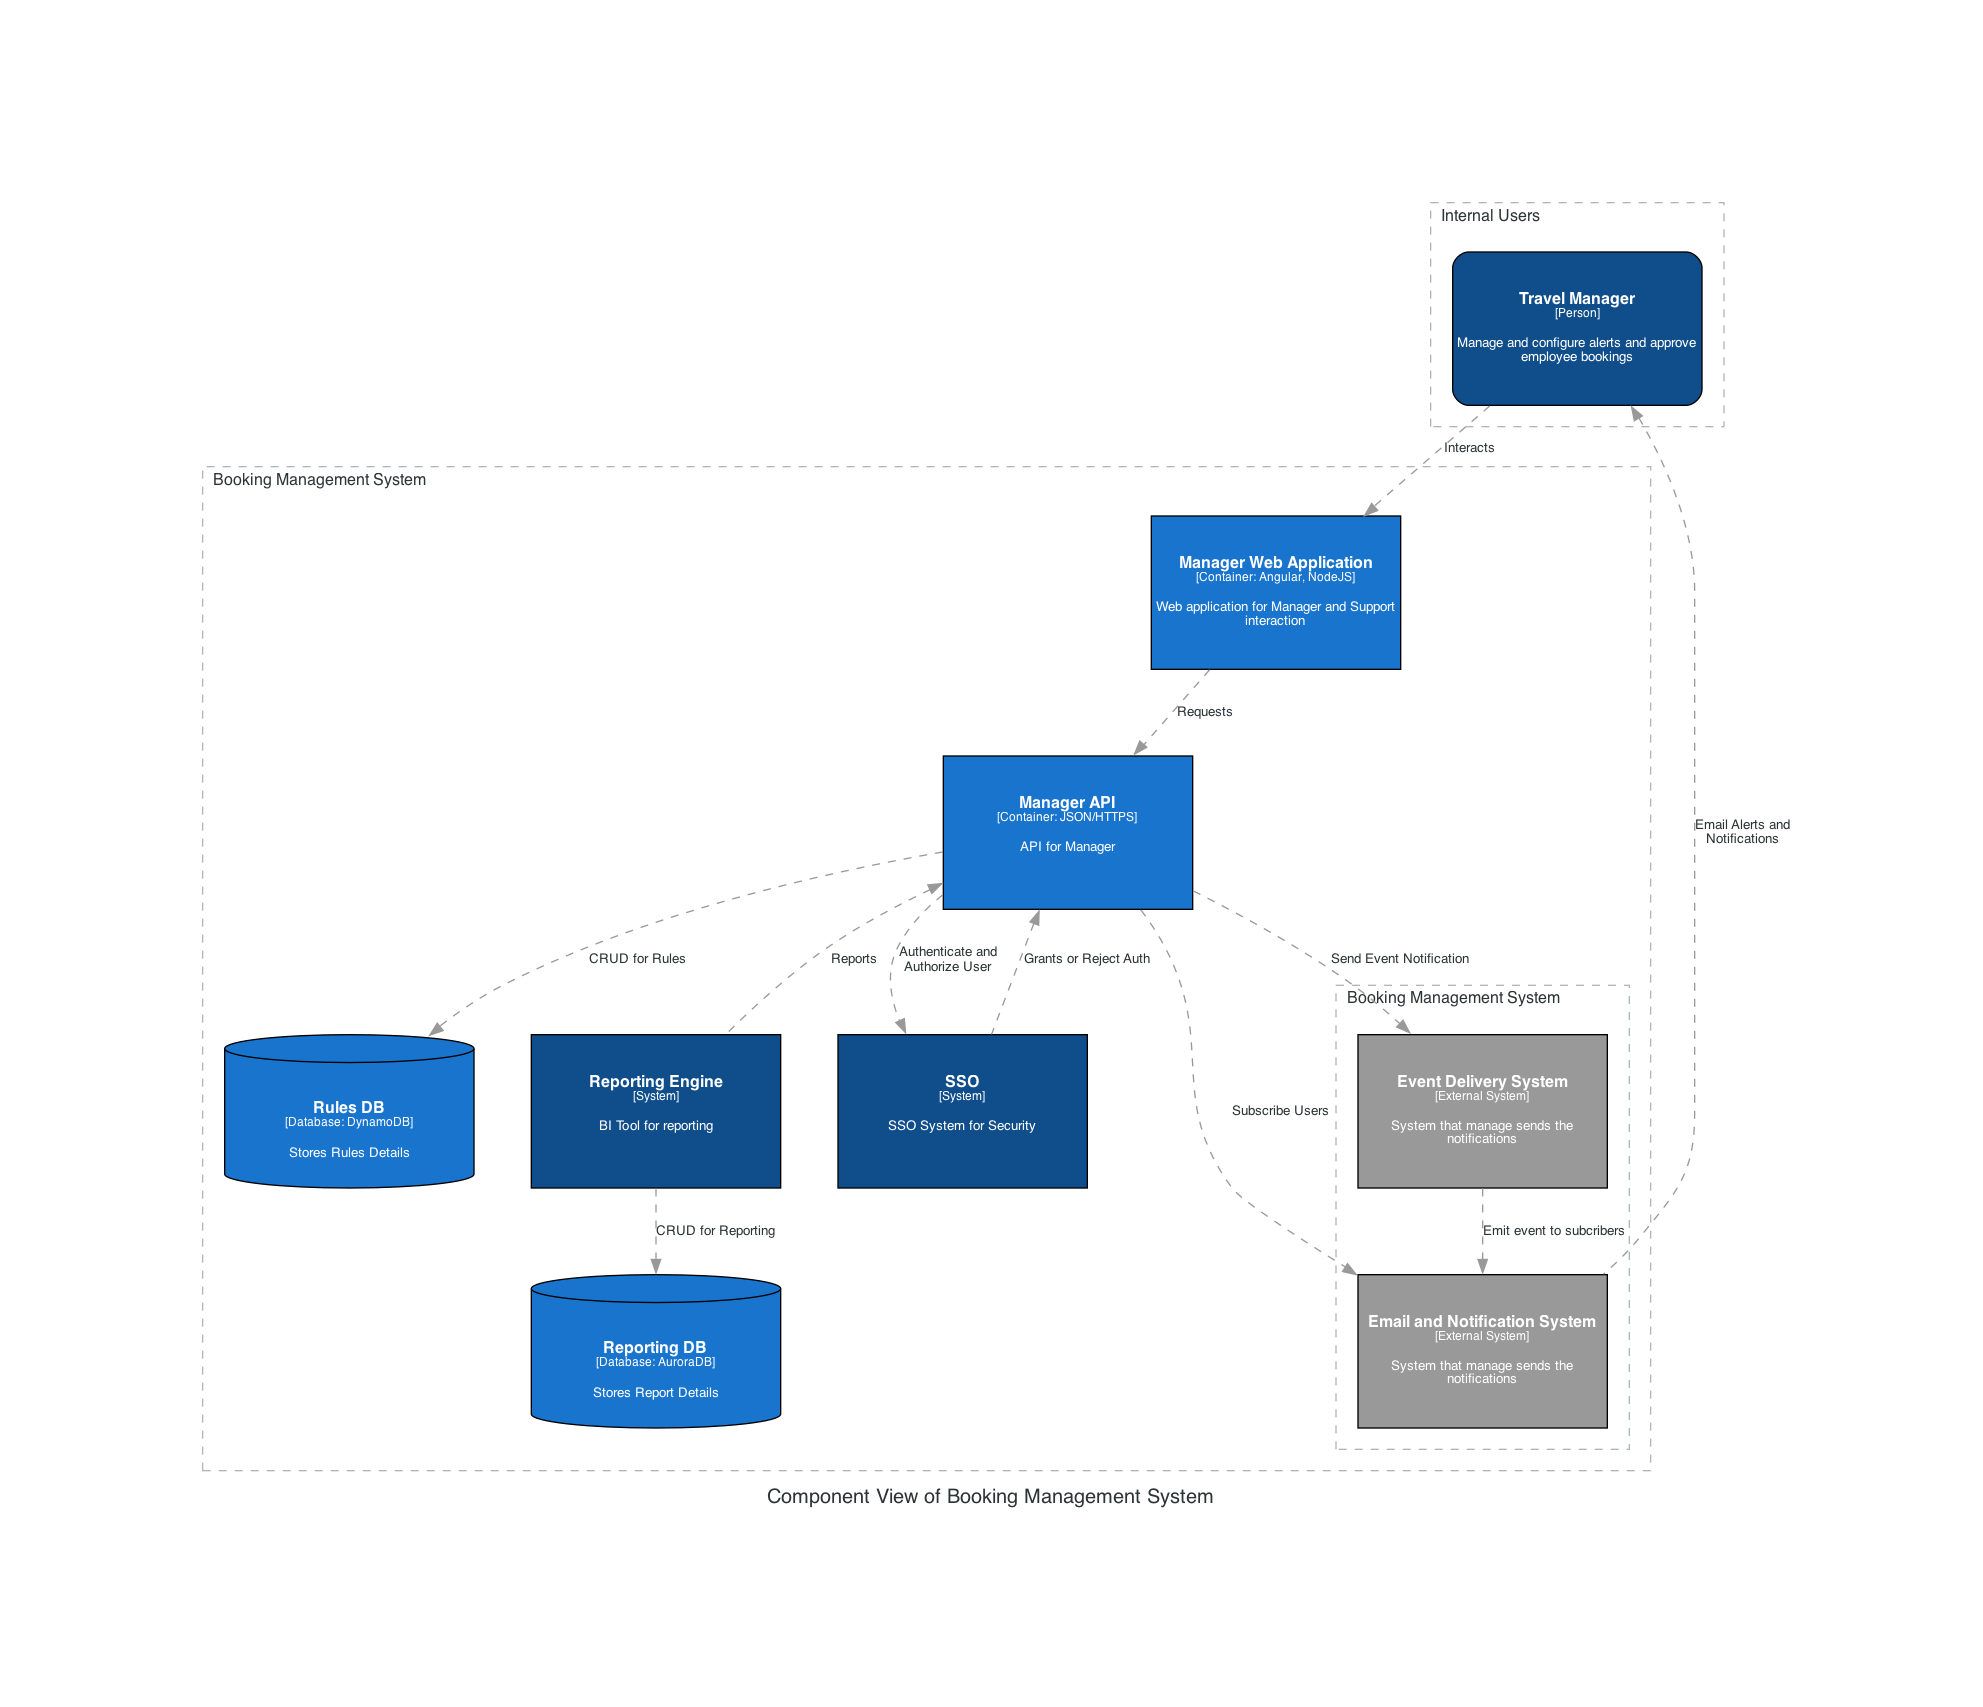 Internal Users
Travel Manager
[Person]
Manage and configure alerts and approve
employee bookings
Interacts
Booking Management System
Manager Web Application
[Container: Angular, NodeJS]
Web application for Manager and Support
interaction
Requests
Manager API
[Container: JSON/HTTPS]
API for Manager
Email Alerts and
Notifications
CRUD for Rules
Reports
Authenticate and
Authorize User
Grants or Reject Auth
Send Event Notification
Booking Management System
Rules DB
[Database: DynamoDB]
Stores Rules Details
Reporting Engine
[System]
BI Tool for reporting
SSO
[System]
SSO System for Security
Subscribe Users
Event Delivery System
[External System]
System that manage sends the
notifications
CRUD for Reporting
Emit event to subcribers
Reporting DB
[Database: AuroraDB]
Stores Report Details
Email and Notification System
[External System]
System that manage sends the
notifications
Component View of Booking Management System